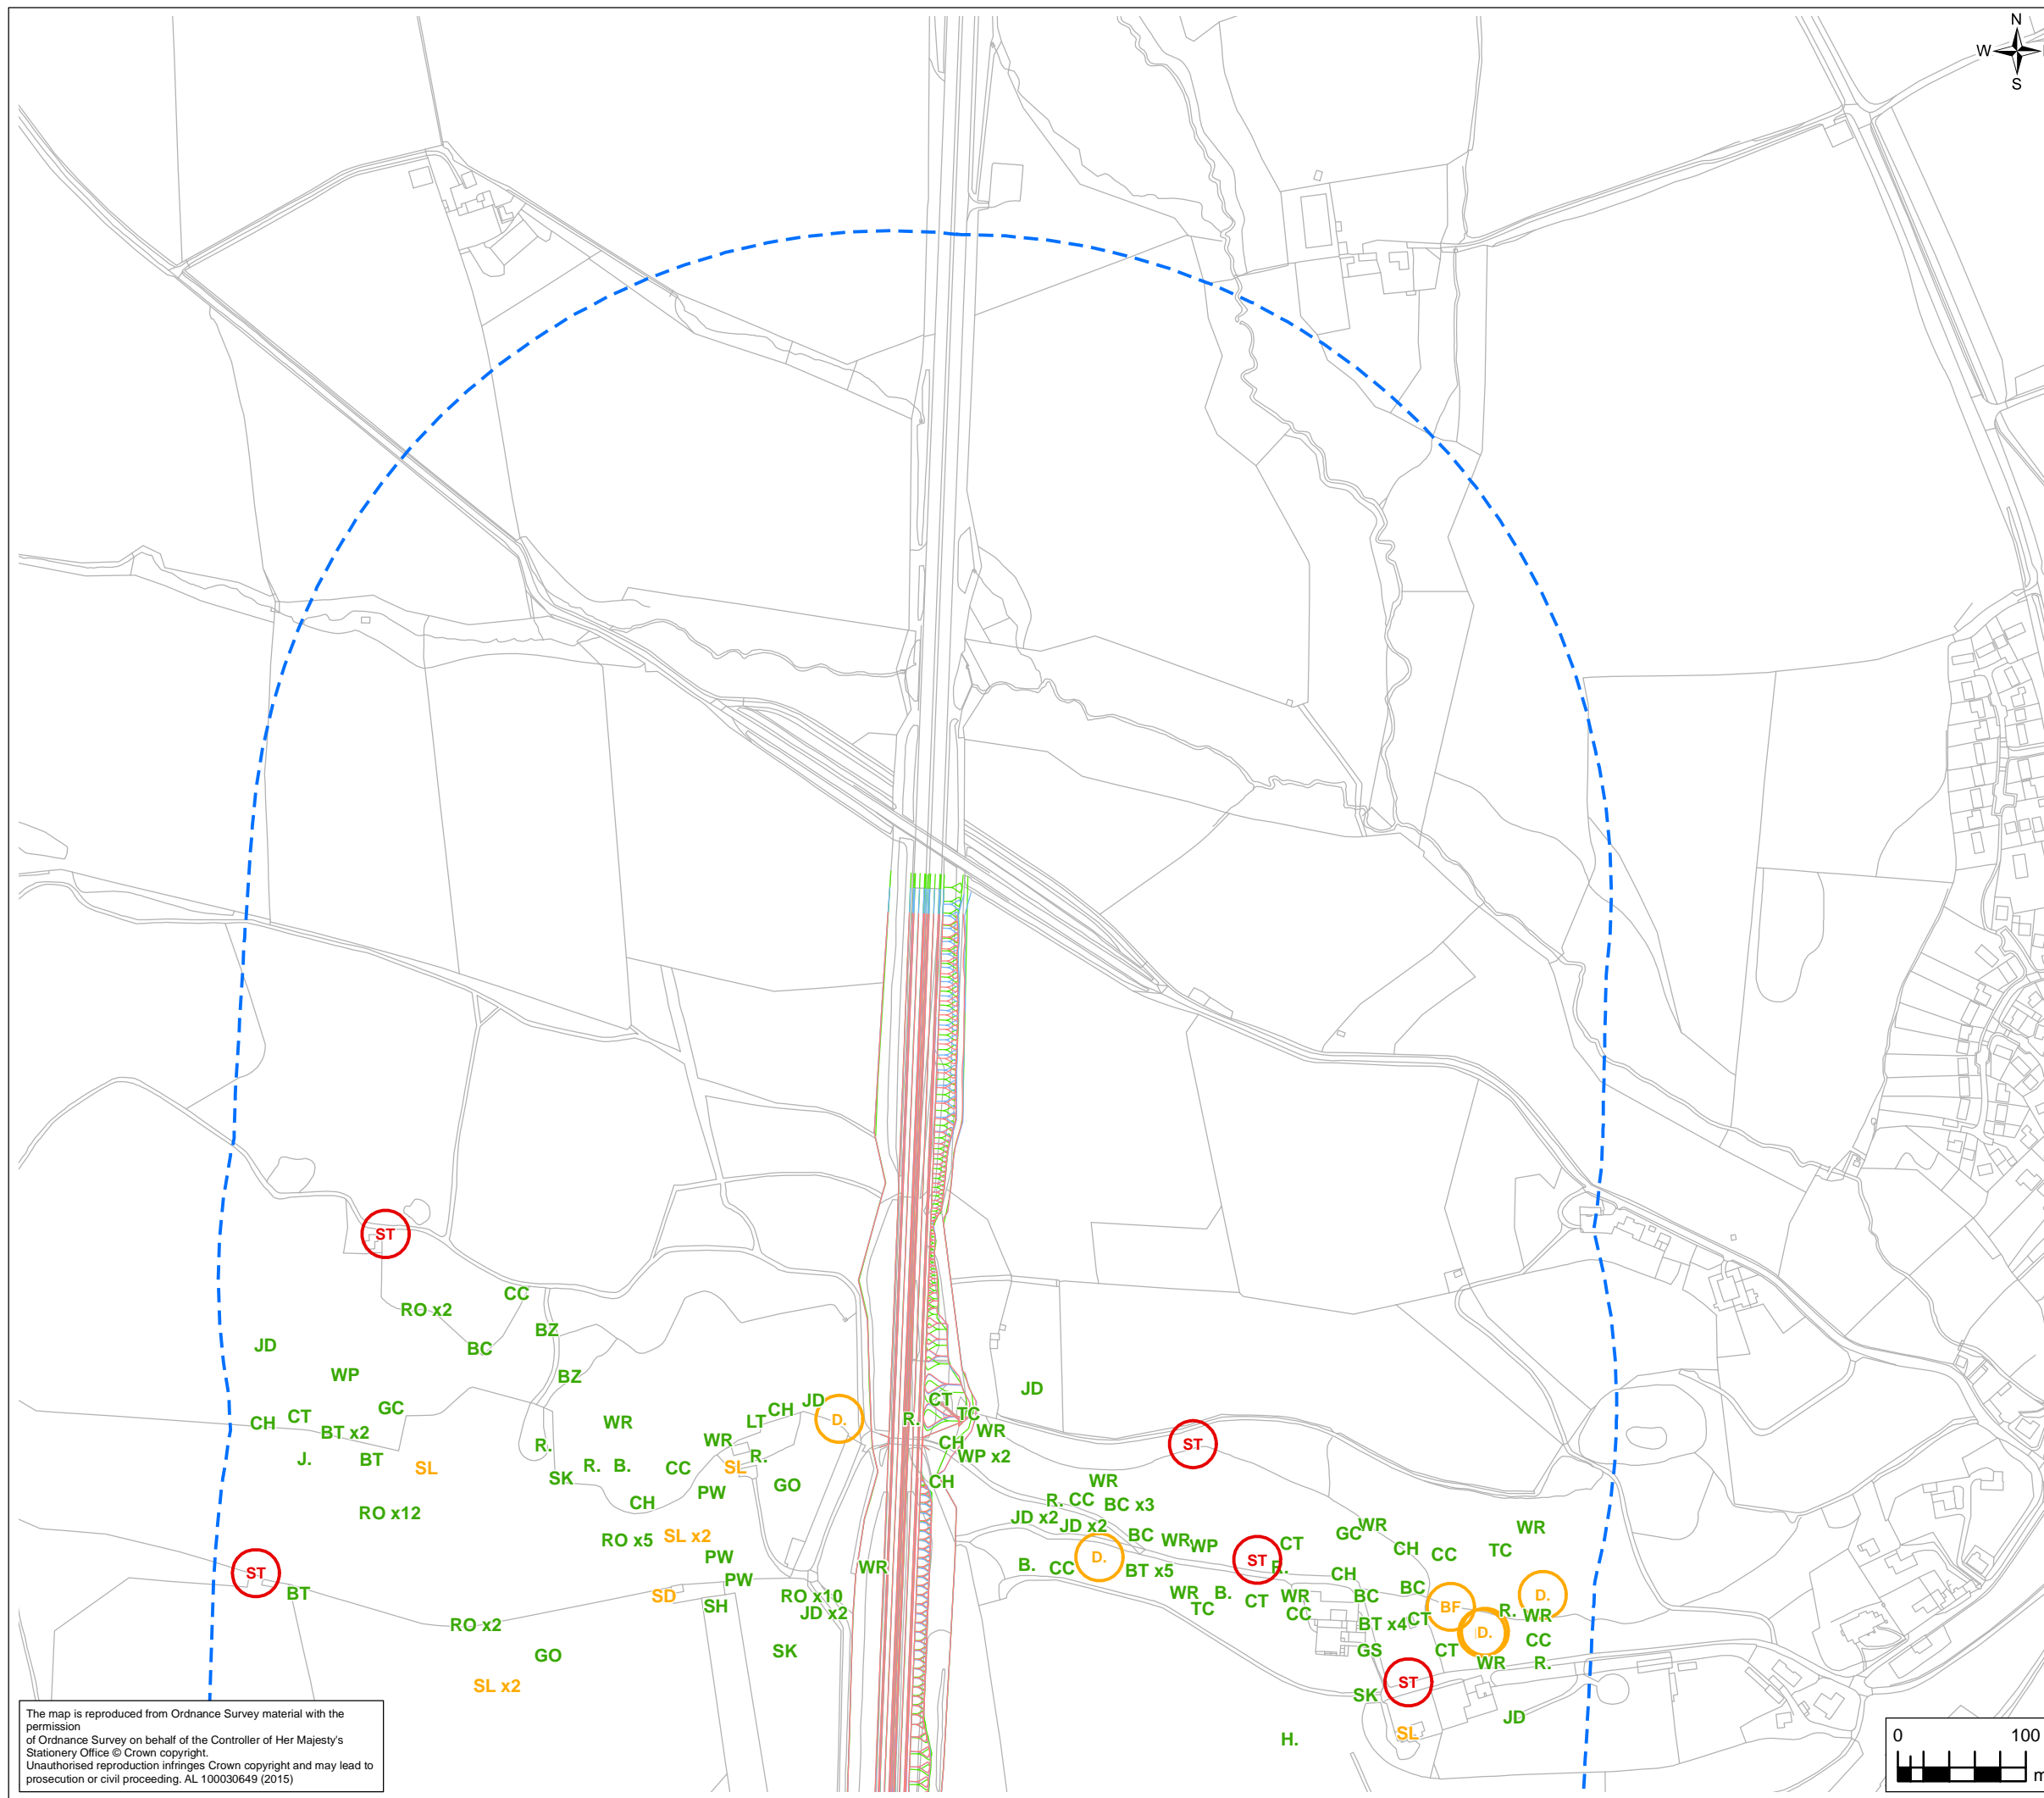 N
W
S
ST
CC
RO x2
BZ
JD
BC
WP
BZ
JD
JD
GC
CH
D.
CT
TC
CT
CH
WR
LT
R.
WR
BT x2
R.
WR
CH
ST
J.
BT
SL
SK
R.
B.
CC
SL
R.
WP x2
PW
GO
CH
WR
RO x12
CH
R.
CC
BC x3
JD x2
JD x2
BC
WR
GC
WR
WR
RO x5
SL x2
WR
WP
CT
CH
TC
CC
PW
D.
ST
R.
ST
WR
B.
CC
BT x5
CH
BT
PW
BC
BC
D.
SD
RO x10
WR
B.
CT
WR
BF
SH
JD x2
TC
CC
R.
WR
RO x2
BT x4
CT
D.
GO
SK
GS
CT
CC
WR
R.
SL x2
ST
SK
JD
SL
H.
The map is reproduced from Ordnance Survey material with the
permission
of Ordnance Survey on behalf of the Controller of Her Majesty's
Stationery Office © Crown copyright.
Unauthorised reproduction infringes Crown copyright and may lead to
prosecution or civil proceeding. AL 100030649 (2015)
0 100
m